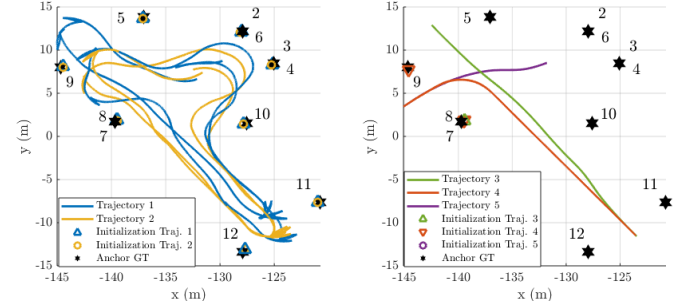 15
10
5
0
-5
-10
-15
y (m)
-145
-140
-135
-130
-125
x (m)
5
2
6
3
4
9
8
7
10
11
12
Trajectory 1
Trajectory 2
Initialization Traj. 1
Initialization Traj. 2
Anchor GT
15
10
5
0
-5
-10
-15
y (m)
-145
-140
-135
-130
-125
x (m)
5
2
6
3
4
9
8
7
10
11
12
Trajectory 3
Trajectory 4
Trajectory 5
Initialization Traj. 3
Initialization Traj. 4
Initialization Traj. 5
Anchor GT